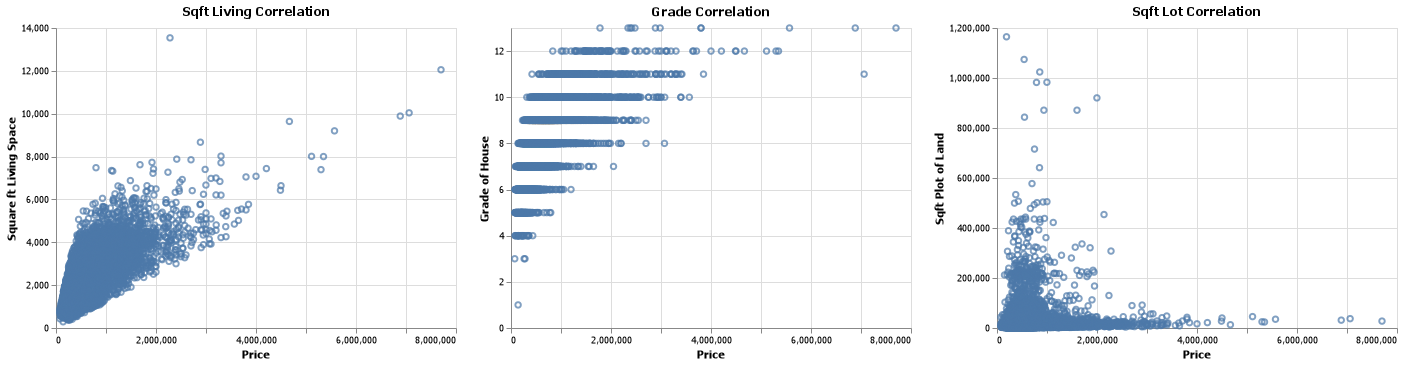 Sqft Living Correlation
Square ft Living Space
14,000
12,000
10,000
8,000
6,000
4,000
2,000
0
0 2,000,000 4,000,000 6,000,000 8,000,000
Price
Grade Correlation
Grade of House
12
10
8
6
4
2
0
0 2,000,000 4,000,000 6,000,000 8,000,000
Price
Sqft Lot Correlation
Sqft Plot of Land
1,200,000
1,000,000
800,000
600,000
400,000
200,000
0
0 2,000,000 4,000,000 6,000,000 8,000,000
Price